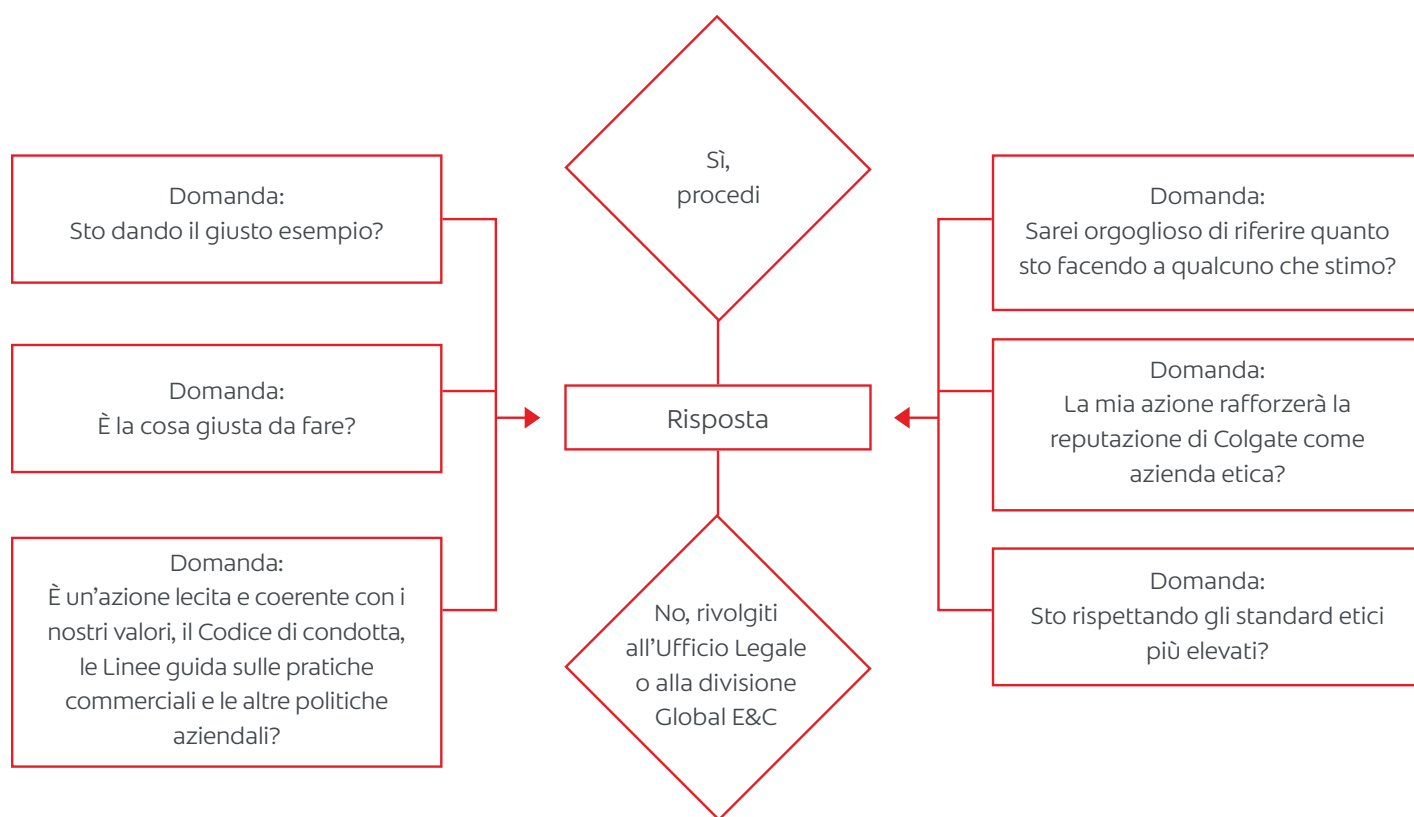 Sì,
procedi
Domanda:
Sto dando il giusto esempio?
Domanda:
È la cosa giusta da fare?
Domanda:
È un’azione lecita e coerente con i
nostri valori, il Codice di condotta,
le Linee guida sulle pratiche
commerciali e le altre politiche
aziendali?
Risposta
No, rivolgiti
all’Ufficio Legale
o alla divisione
Global E&C
Domanda:
Sarei orgoglioso di riferire quanto
sto facendo a qualcuno che stimo?
Domanda:
La mia azione rafforzerà la
reputazione di Colgate come
azienda etica?
Domanda:
Sto rispettando gli standard etici
più elevati?